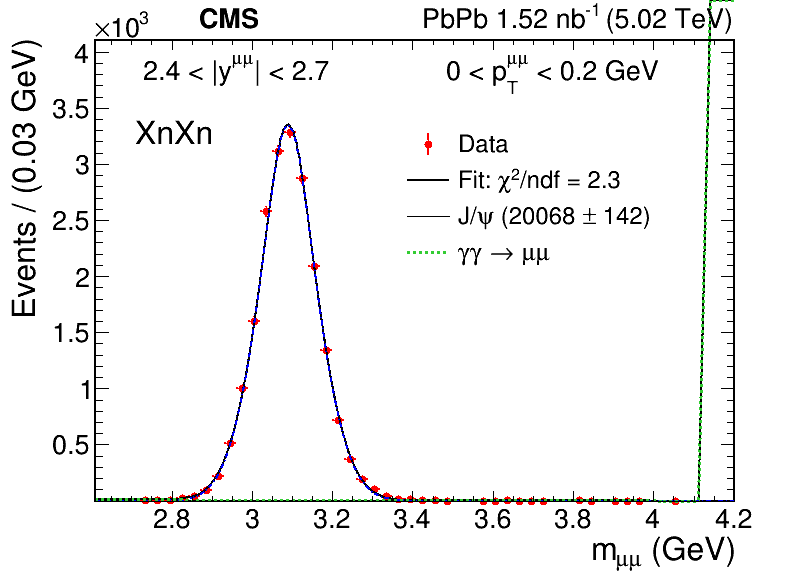 ×10³
CMS
PbPb 1.52 nb⁻¹ (5.02 TeV)
2.4 < |y^μμ| < 2.7
0 < p_T^μμ < 0.2 GeV
XnXn
Data
Fit: χ²/ndf = 2.3
J/ψ (20068 ± 142)
γγ → μμ
Events / (0.03 GeV)
4
3.5
3
2.5
2
1.5
1
0.5
2.8 3 3.2 3.4 3.6 3.8 4 4.2
m_μμ (GeV)